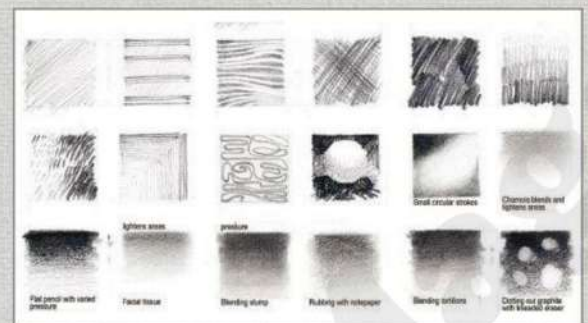 Small circular strokes
Chamois blends and
lightens areas
lightens areas
pressure
Flat pencil with varied
pressure
Facial tissue
Blending stump
Rubbing with notepaper
Blending tortillons
Dotting out graphite
with kneaded eraser